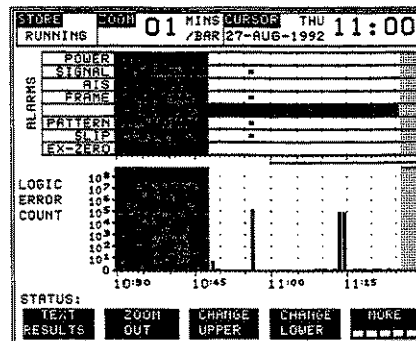 STORE ZOOM 01 MINS /BAR CURSOR THU 11:00
RUNNING 27-AUG-1992
ALARMS
POWER
SIGNAL
AIS
FRAME
PATTERN
SLIP
EX-ZERO
LOGIC
ERROR
COUNT
10⁸
10⁷
10⁶
10⁵
10⁴
10³
10²
10¹
0
10:30 10:45 11:00 11:15
STATUS:
TEXT RESULTS
ZOOM OUT
CHANGE UPPER
CHANGE LOWER
MORE